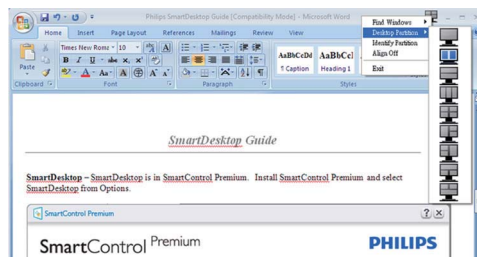 Philips SmartDesktop Guide [Compatibility Mode] - Microsoft Word
Home Insert Page Layout References Mailings Review View
Find Windows
Desktop Partition
Identify Partition
Align Off
Exit
Times New Roma 10
Paste
AaBbCcDd AaBbCcI
¶ Caption Heading 1
Clipboard Font Paragraph Styles
SmartDesktop Guide
SmartDesktop – SmartDesktop is in SmartControl Premium. Install SmartControl Premium and select
SmartDesktop from Options.
SmartControl Premium
SmartControl Premium PHILIPS